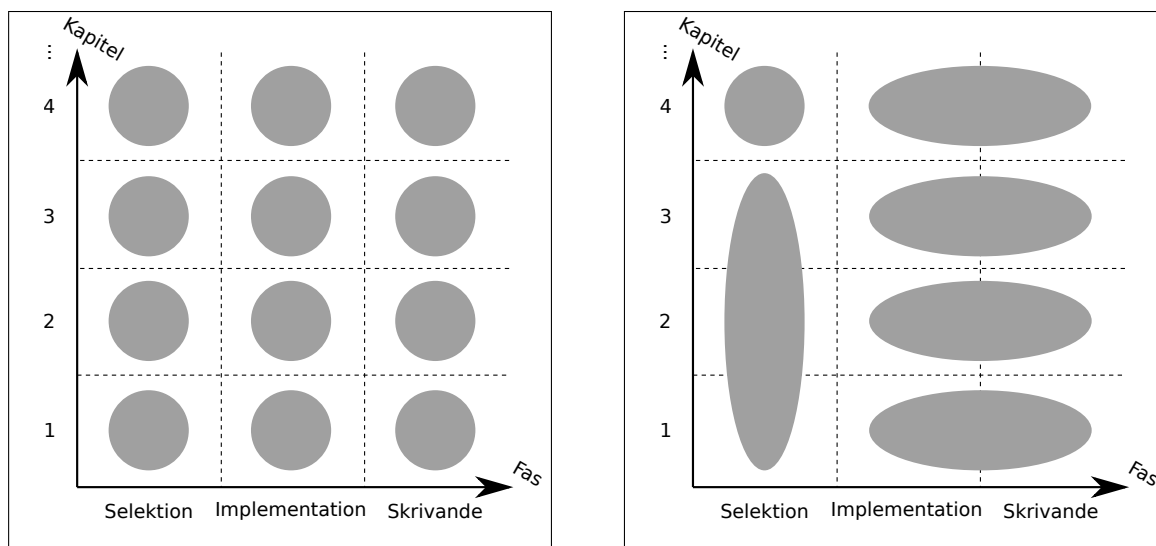 Kapitel
...
4
3
2
1
Fas
Selektion Implementation Skrivande
Kapitel
...
4
3
2
1
Fas
Selektion Implementation Skrivande